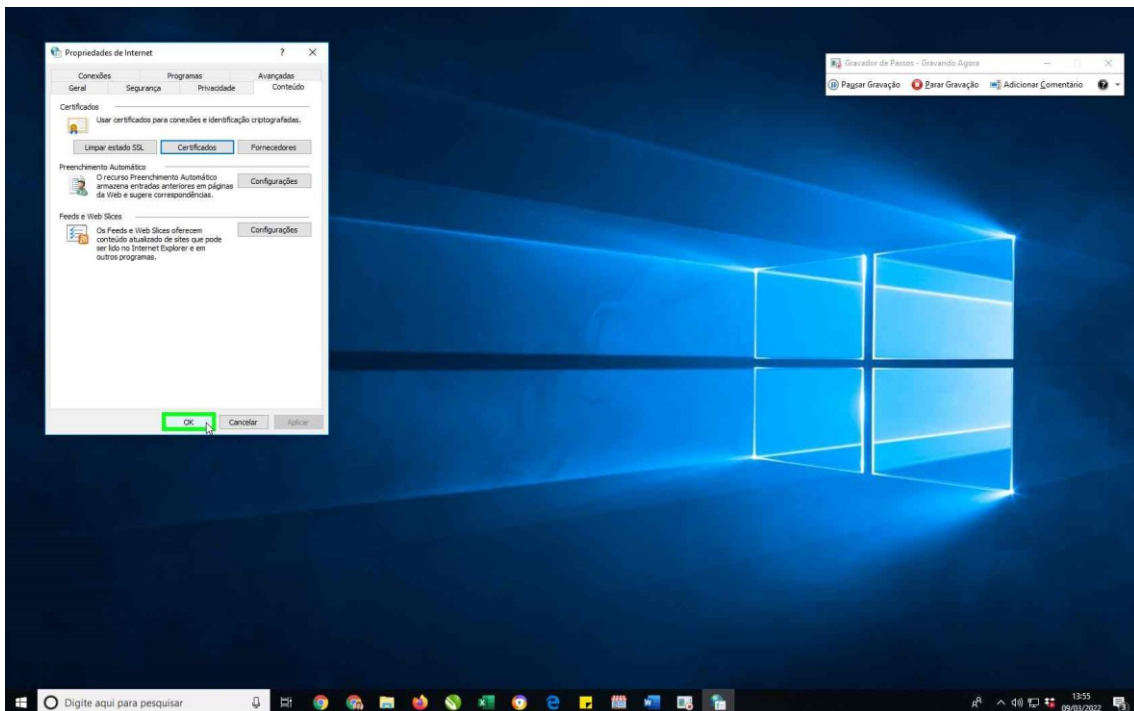 Propriedades de Internet
Conexões Programas Avançadas
Geral Segurança Privacidade Conteúdo
Certificados
Usar certificados para conexões e identificação criptografadas.
Limpar estado SSL Certificados Fornecedores
Preenchimento Automático
O recurso Preenchimento Automático
armazena entradas anteriores em páginas
da Web e sugere correspondências.
Configurações
Feeds e Web Slices
Os Feeds e Web Slices oferecem
conteúdo atualizado de sites que pode
ser lido no Internet Explorer e em
outros programas.
Configurações
OK Cancelar Aplicar
Gravador de Passos - Gravando Agora
Pausar Gravação Parar Gravação Adicionar Comentário
Digite aqui para pesquisar
13:55
09/03/2022
3